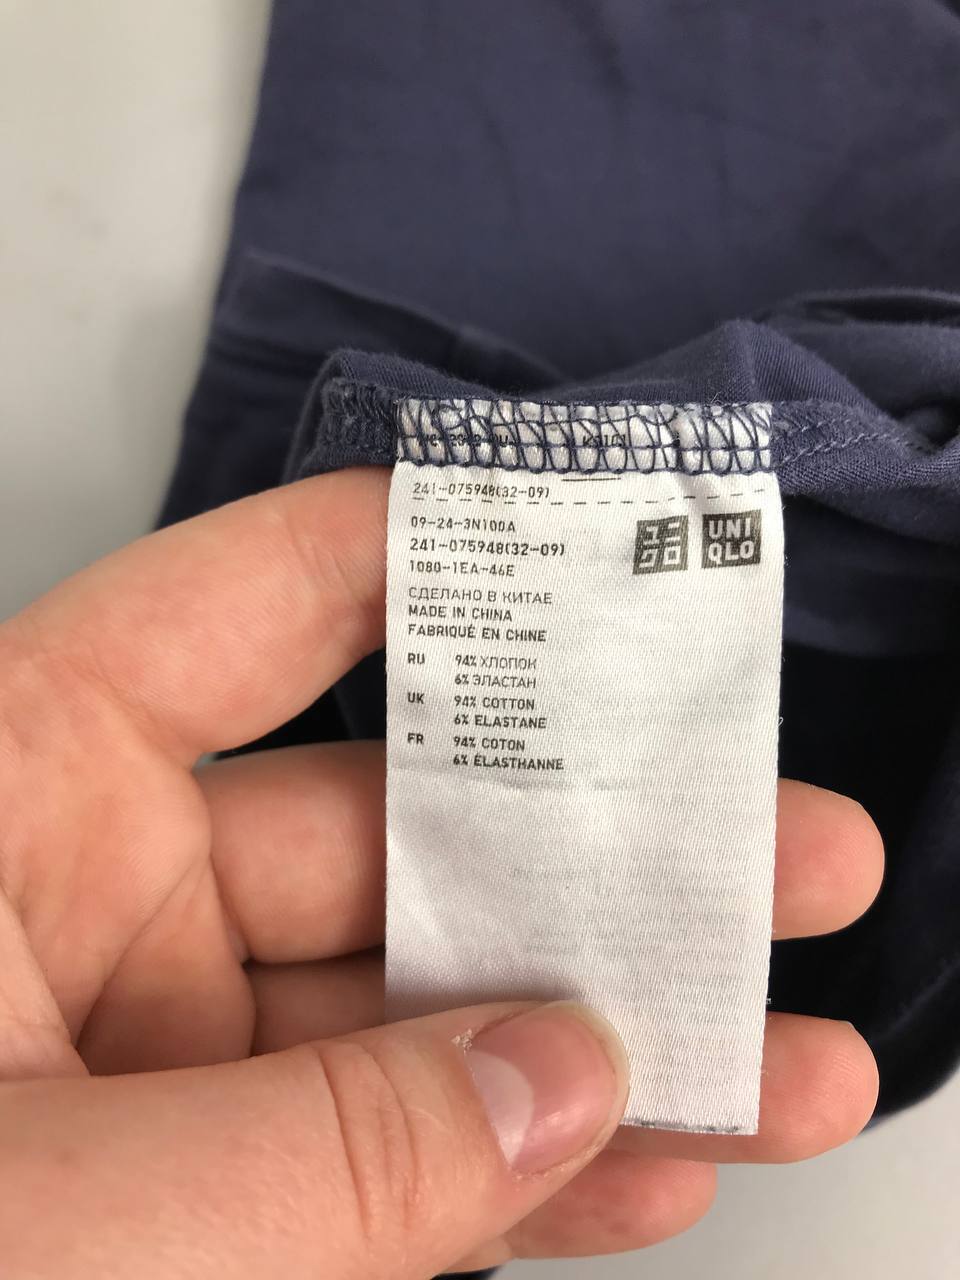 241-075948(32-09)
09-24-3N100A
241-075948(32-09)
1080-1EA-46E
ユニ
クロ
UNI
QLO
СДЕЛАНО В КИТАЕ
MADE IN CHINA
FABRIQUÉ EN CHINE
RU 94% ХЛОПОК
6% ЭЛАСТАН
UK 94% COTTON
6% ELASTANE
FR 94% COTON
6% ÉLASTHANNE